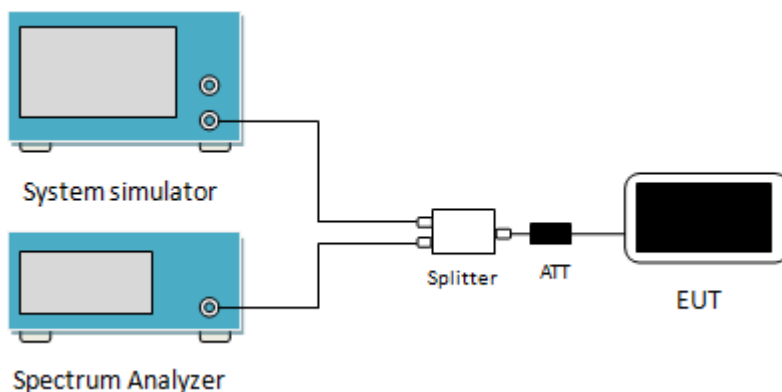 System simulator
Splitter
ATT
EUT
Spectrum Analyzer